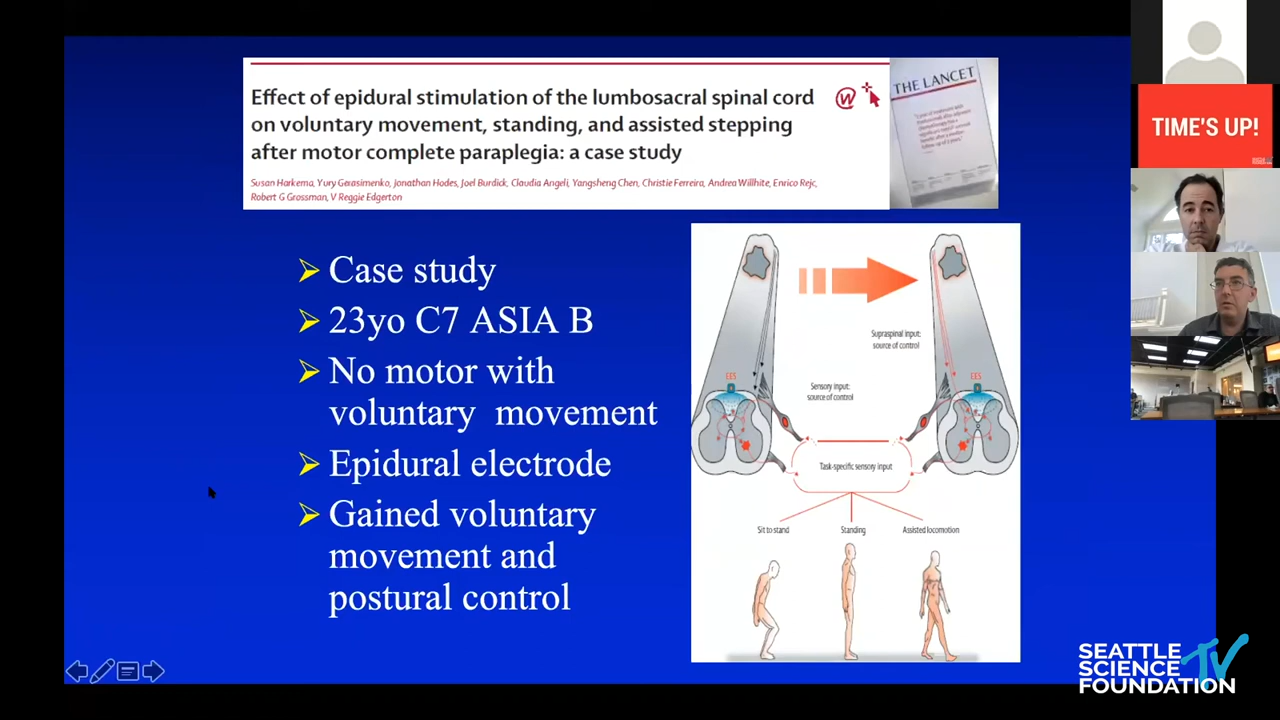 Effect of epidural stimulation of the lumbosacral spinal cord
on voluntary movement, standing, and assisted stepping
after motor complete paraplegia: a case study
Susan Harkema, Yury Gerasimenko, Jonathan Hodes, Joel Burdick, Claudia Angeli, Yangsheng Chen, Christie Ferreira, Andrea Willhite, Enrico Rejc,
Robert G Grossman, V Reggie Edgerton
THE LANCET
TIME'S UP!
Case study
23yo C7 ASIA B
No motor with
voluntary movement
Epidural electrode
Gained voluntary
movement and
postural control
Supraspinal input:
source of control
EES
EES
Sensory input:
source of control
Task-specific sensory input
Sit to stand
Standing
Assisted locomotion
SEATTLE
SCIENCE
FOUNDATION
TV